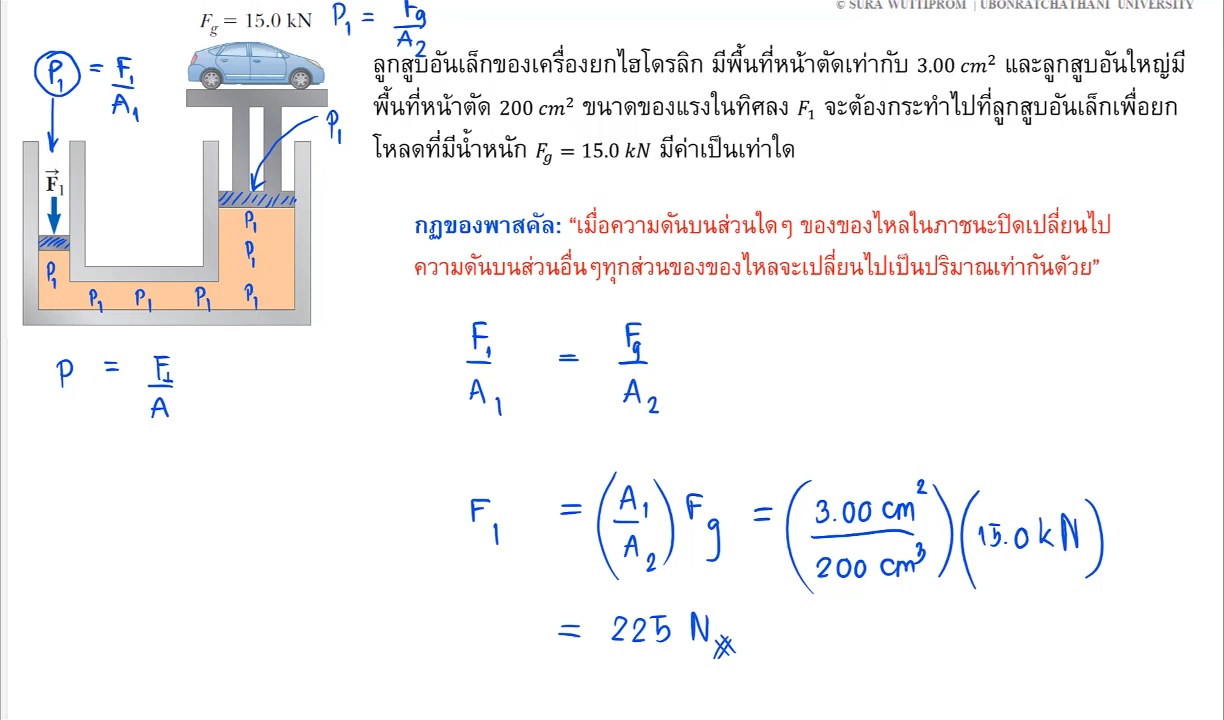 © SURA WUTTIPROM | UBONRATCHATHANI UNIVERSITY
F_g = 15.0 kN
P₁ = F_g / A₂
P₁ = F₁ / A₁
ลูกสูบอันเล็กของเครื่องยกไฮโดรลิก มีพื้นที่หน้าตัดเท่ากับ 3.00 cm² และลูกสูบอันใหญ่มี
พื้นที่หน้าตัด 200 cm² ขนาดของแรงในทิศลง F₁ จะต้องกระทำไปที่ลูกสูบอันเล็กเพื่อยก
โหลดที่มีน้ำหนัก F_g = 15.0 kN มีค่าเป็นเท่าใด
P₁
F⃗₁
P₁
P₁
P₁
P₁ P₁ P₁ P₁
กฏของพาสคัล: “เมื่อความดันบนส่วนใดๆ ของของไหลในภาชนะปิดเปลี่ยนไป
ความดันบนส่วนอื่นๆทุกส่วนของของไหลจะเปลี่ยนไปเป็นปริมาณเท่ากันด้วย”
P = F⊥ / A
F₁ / A₁ = F_g / A₂
F₁ = (A₁ / A₂) F_g = (3.00 cm² / 200 cm³) (15.0 kN)
= 225 N #